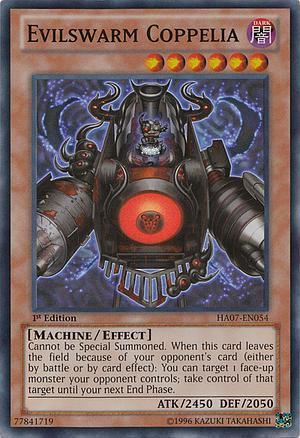 Evilswarm Coppelia
DARK
闇
1st Edition
HA07-EN054
[Machine / Effect]
Cannot be Special Summoned. When this card leaves
the field because of your opponent's card (either
by battle or by card effect): You can target 1 face-up
monster your opponent controls; take control of that
target until your next End Phase.
ATK/2450 DEF/2050
77841719
©1996 KAZUKI TAKAHASHI